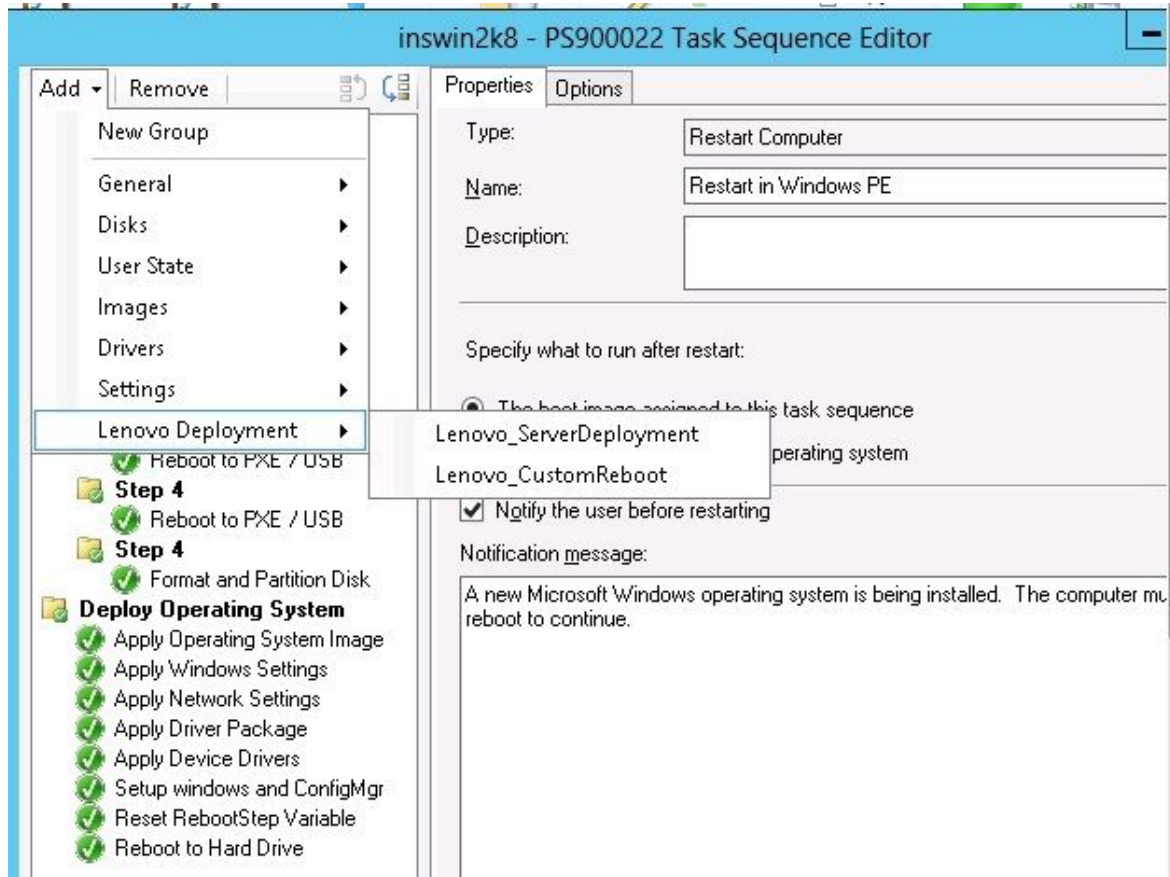 inswin2k8 - PS900022 Task Sequence Editor
Add
Remove
New Group
General
Disks
User State
Images
Drivers
Settings
Lenovo Deployment
Lenovo_ServerDeployment
Lenovo_CustomReboot
Reboot to PXE / USB
Step 4
Reboot to PXE / USB
Step 4
Format and Partition Disk
Deploy Operating System
Apply Operating System Image
Apply Windows Settings
Apply Network Settings
Apply Driver Package
Apply Device Drivers
Setup windows and ConfigMgr
Reset RebootStep Variable
Reboot to Hard Drive
Properties
Options
Type:
Restart Computer
Name:
Restart in Windows PE
Description:
Specify what to run after restart:
The boot image assigned to this task sequence
perating system
Notify the user before restarting
Notification message:
A new Microsoft Windows operating system is being installed. The computer mu
reboot to continue.